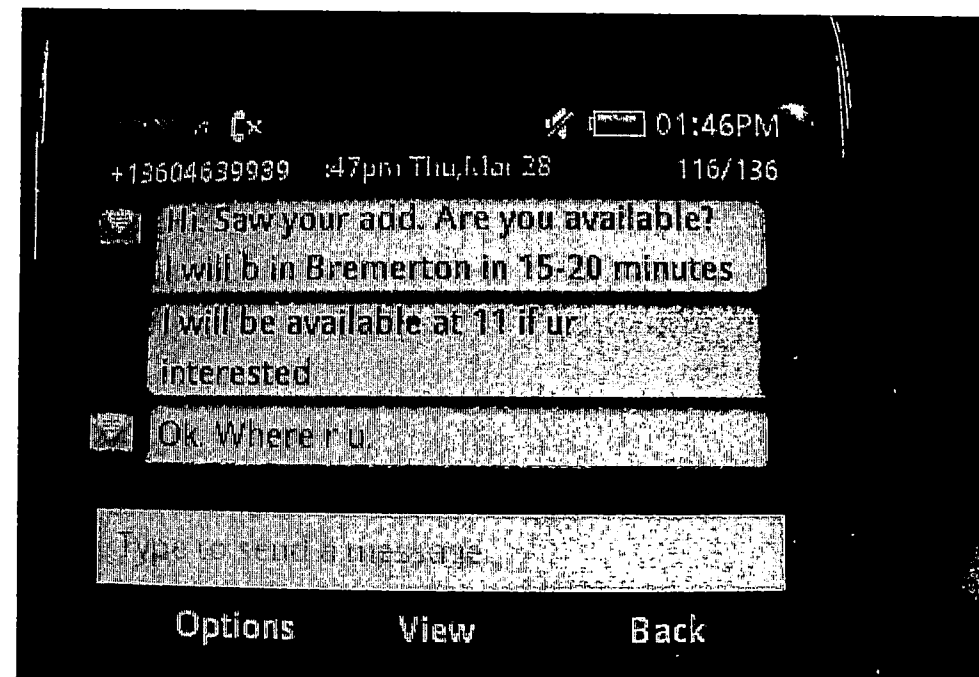 01:46PM
+13604639939 :47pm Thu,Mar 28 116/136
Hi. Saw your add. Are you available?
I will b in Bremerton in 15-20 minutes
I will be available at 11 if ur
interested
Ok. Where r u.
Type to send a message
Options View Back